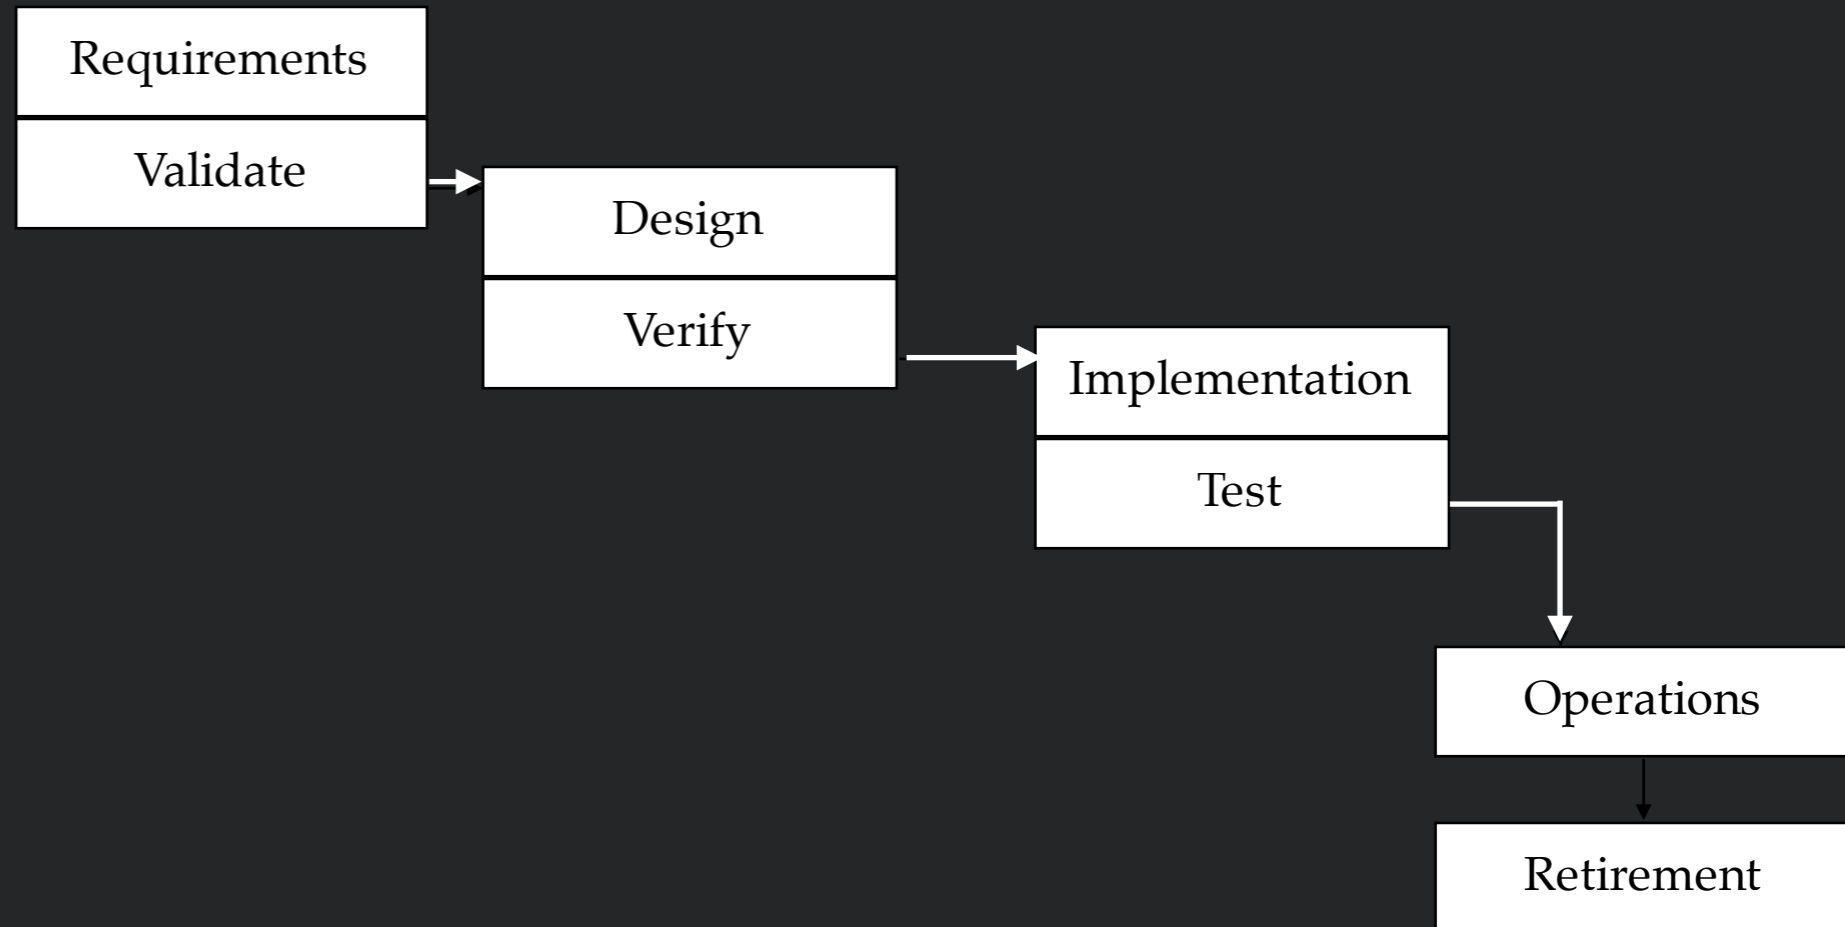 Requirements
Validate
Design
Verify
Implementation
Test
Operations
Retirement